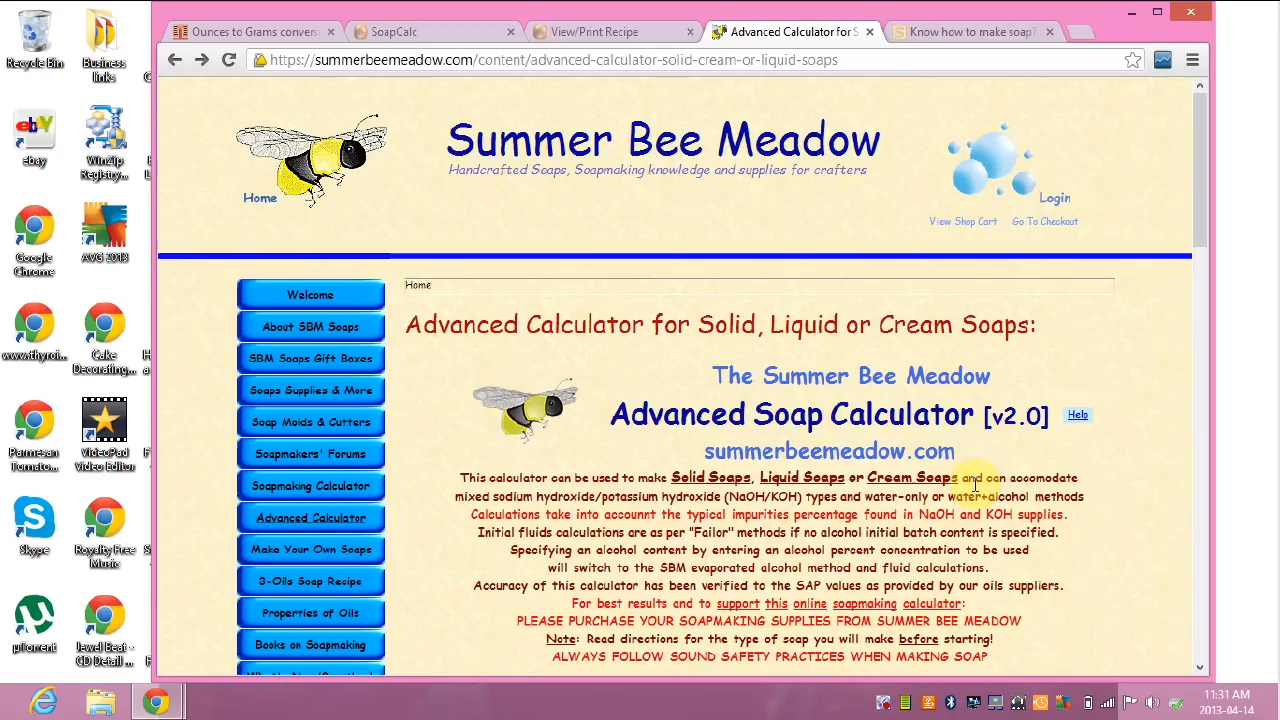 Recycle Bin
Business links
ebay
WinZip Registry...
Google Chrome
AVG 2013
www.thyroi...
Cake Decorating...
Parmesan Tomato...
VideoPad Video Editor
Skype
Royalty Free Music
µTorrent
Jewel Beat - CD Detail ...
Ounces to Grams conver
SoapCalc
View/Print Recipe
Advanced Calculator for S
Know how to make soap?
https://summerbeemeadow.com/content/advanced-calculator-solid-cream-or-liquid-soaps
Summer Bee Meadow
Handcrafted Soaps, Soapmaking knowledge and supplies for crafters
Home
Login
View Shop Cart Go To Checkout
Welcome
About SBM Soaps
SBM Soaps Gift Boxes
Soaps Supplies & More
Soap Molds & Cutters
Soapmakers' Forums
Soapmaking Calculator
Advanced Calculator
Make Your Own Soaps
3-Oils Soap Recipe
Properties of Oils
Books on Soapmaking
Home
Advanced Calculator for Solid, Liquid or Cream Soaps:
The Summer Bee Meadow
Advanced Soap Calculator [v2.0] Help
summerbeemeadow.com
This calculator can be used to make Solid Soaps, Liquid Soaps or Cream Soaps and can accomodate
mixed sodium hydroxide/potassium hydroxide (NaOH/KOH) types and water-only or water+alcohol methods
Calculations take into accounnt the typical impurities percentage found in NaOH and KOH supplies.
Initial fluids calculations are as per "Failor" methods if no alcohol initial batch content is specified.
Specifying an alcohol content by entering an alcohol percent concentration to be used
will switch to the SBM evaporated alcohol method and fluid calculations.
Accuracy of this calculator has been verified to the SAP values as provided by our oils suppliers.
For best results and to support this online soapmaking calculator:
PLEASE PURCHASE YOUR SOAPMAKING SUPPLIES FROM SUMMER BEE MEADOW
Note: Read directions for the type of soap you will make before starting!
ALWAYS FOLLOW SOUND SAFETY PRACTICES WHEN MAKING SOAP
11:31 AM
2013-04-14